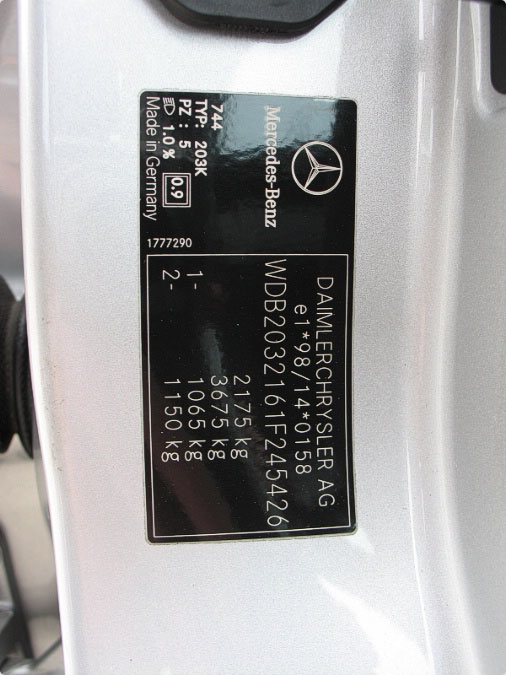 Mercedes-Benz
744
TYP: 203K
PZ : 5
1.0% 0.9
Made in Germany
1777290
DAIMLERCHRYSLER AG
e1*98/14*0158
WDB2032161F245426
2175 kg
3675 kg
1- 1065 kg
2- 1150 kg